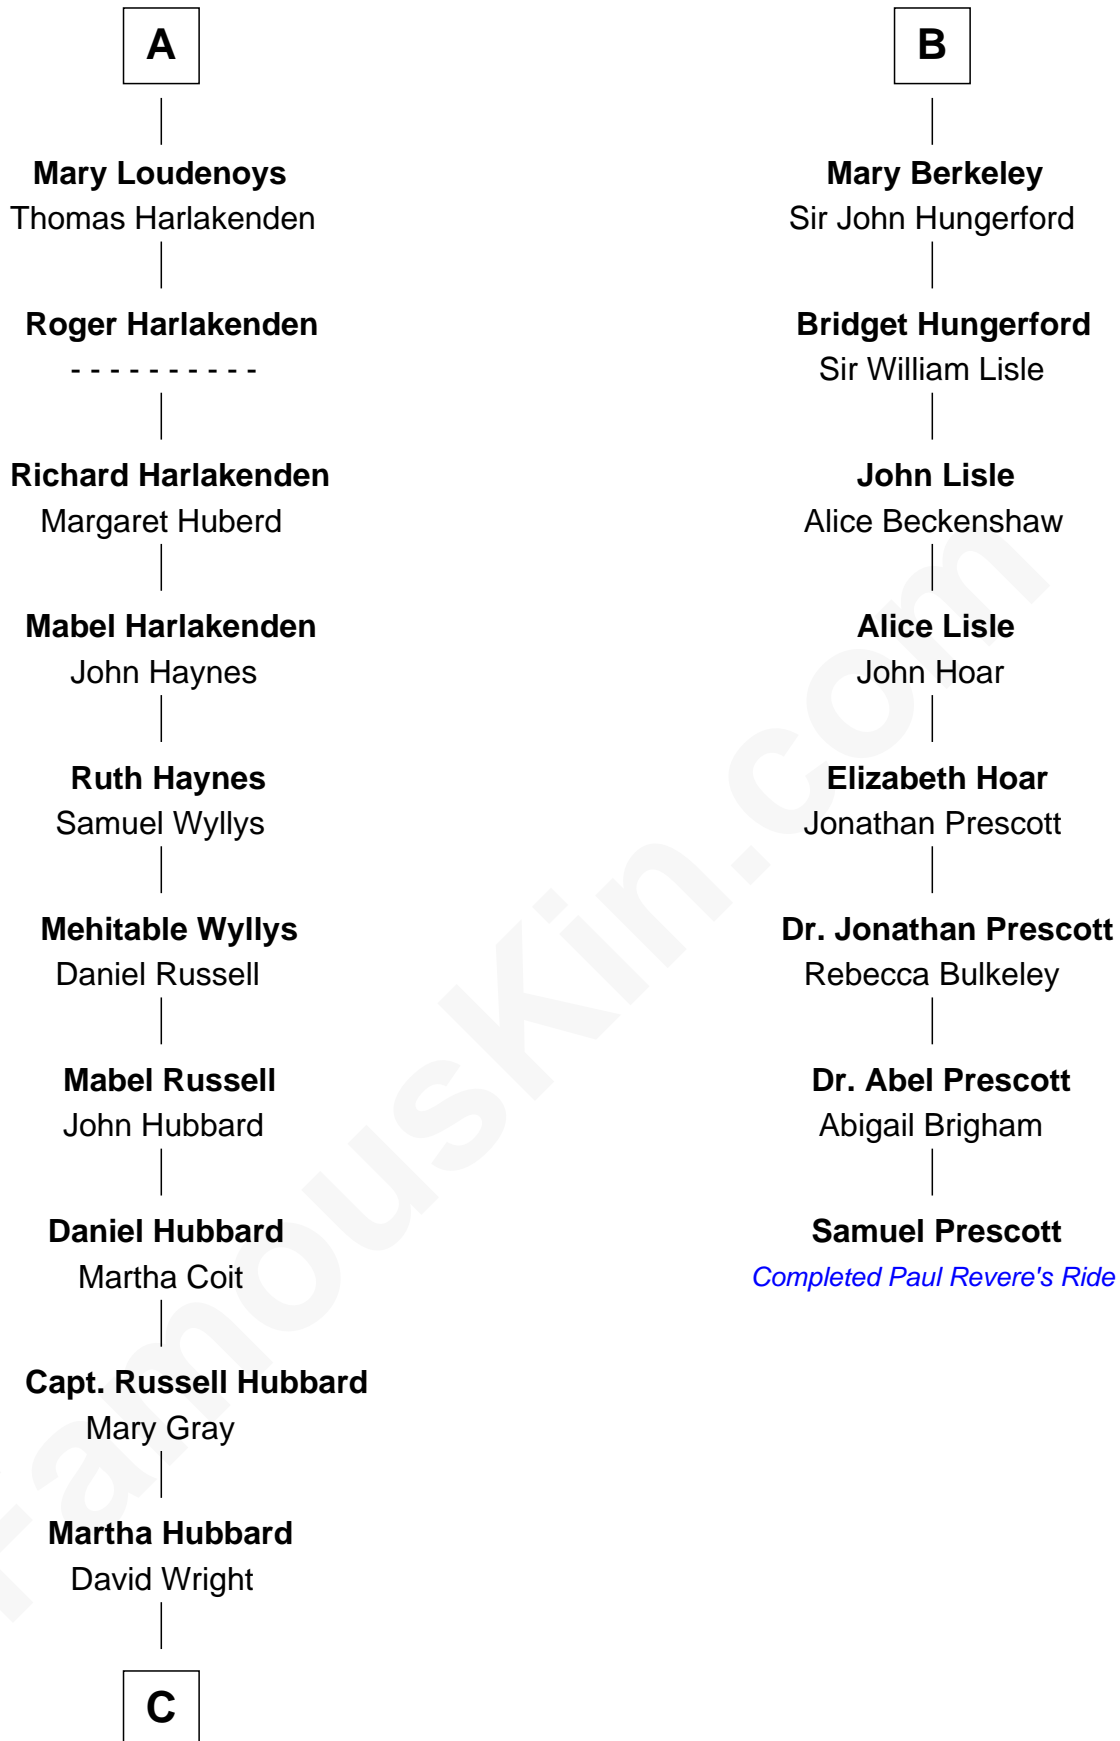 A
Mary Loudenoys
Thomas Harlakenden
Roger Harlakenden
- - - - - - - - - -
Richard Harlakenden
Margaret Huberd
Mabel Harlakenden
John Haynes
Ruth Haynes
Samuel Wyllys
Mehitable Wyllys
Daniel Russell
Mabel Russell
John Hubbard
Daniel Hubbard
Martha Coit
Capt. Russell Hubbard
Mary Gray
Martha Hubbard
David Wright
C
B
Mary Berkeley
Sir John Hungerford
Bridget Hungerford
Sir William Lisle
John Lisle
Alice Beckenshaw
Alice Lisle
John Hoar
Elizabeth Hoar
Jonathan Prescott
Dr. Jonathan Prescott
Rebecca Bulkeley
Dr. Abel Prescott
Abigail Brigham
Samuel Prescott
Completed Paul Revere's Ride
FamousKin.com